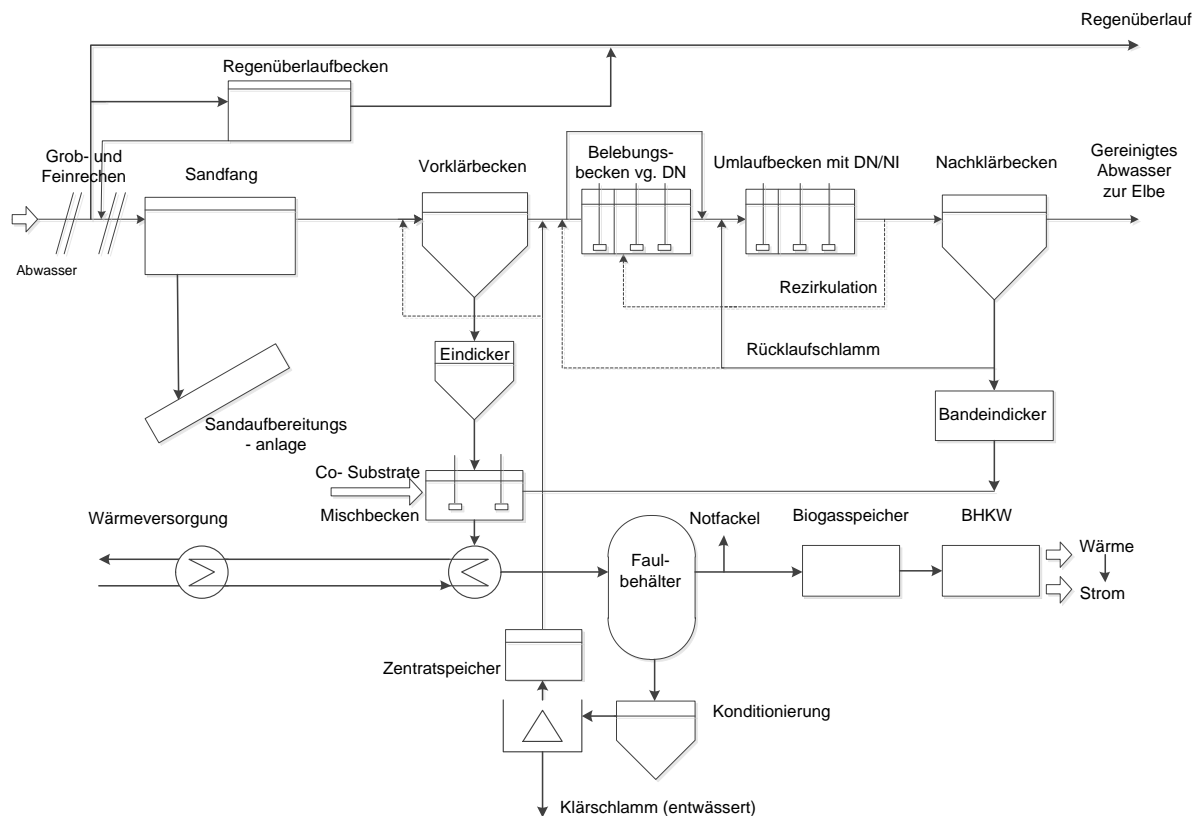 Regenüberlauf
Regenüberlaufbecken
Grob- und
Feinrechen
Sandfang
Vorklärbecken
Belebungs-
becken vg. DN
Umlaufbecken mit DN/NI
Nachklärbecken
Gereinigtes
Abwasser
zur Elbe
Abwasser
Rezirkulation
Eindicker
Rücklaufschlamm
Sandaufbereitungs
- anlage
Bandeindicker
Co- Substrate
Mischbecken
Wärmeversorgung
Faul-
behälter
Notfackel
Biogasspeicher
BHKW
Wärme
Strom
Zentratspeicher
Konditionierung
Klärschlamm (entwässert)